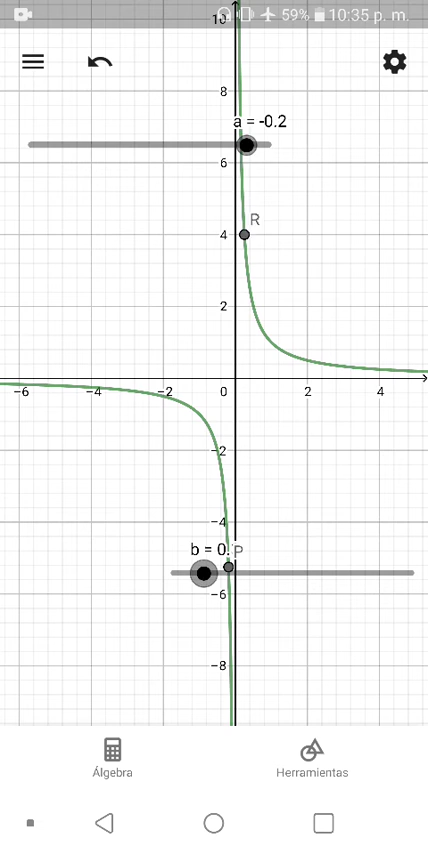 59% 10:35 p. m.
10
8
a = -0.2
6
R
4
2
−6 −4 −2 0 2 4
−2
−4
b = 0. P
−6
−8
Álgebra Herramientas